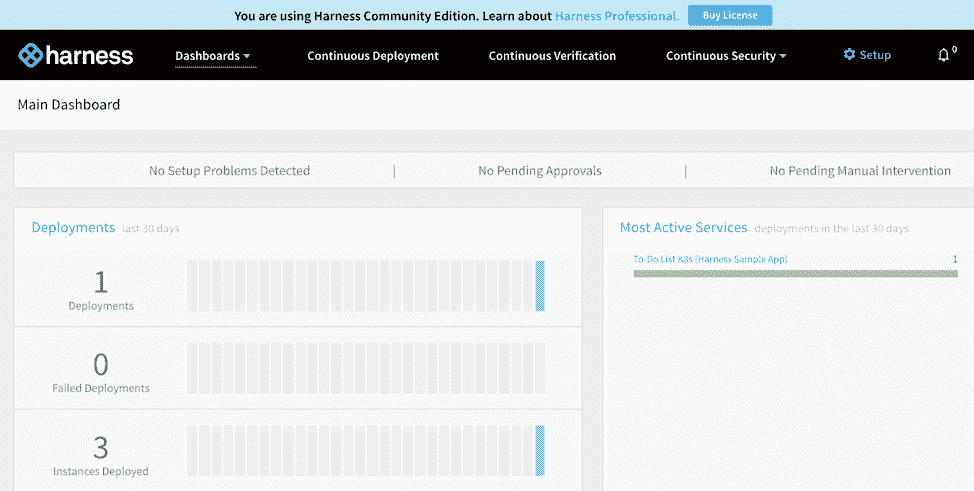 You are using Harness Community Edition. Learn about Harness Professional. Buy License
harness Dashboards Continuous Deployment Continuous Verification Continuous Security Setup 0
Main Dashboard
No Setup Problems Detected | No Pending Approvals | No Pending Manual Intervention
Deployments last 30 days
1
Deployments
0
Failed Deployments
3
Instances Deployed
Most Active Services deployments in the last 30 days
To-Do List K8s (Harness Sample App) 1